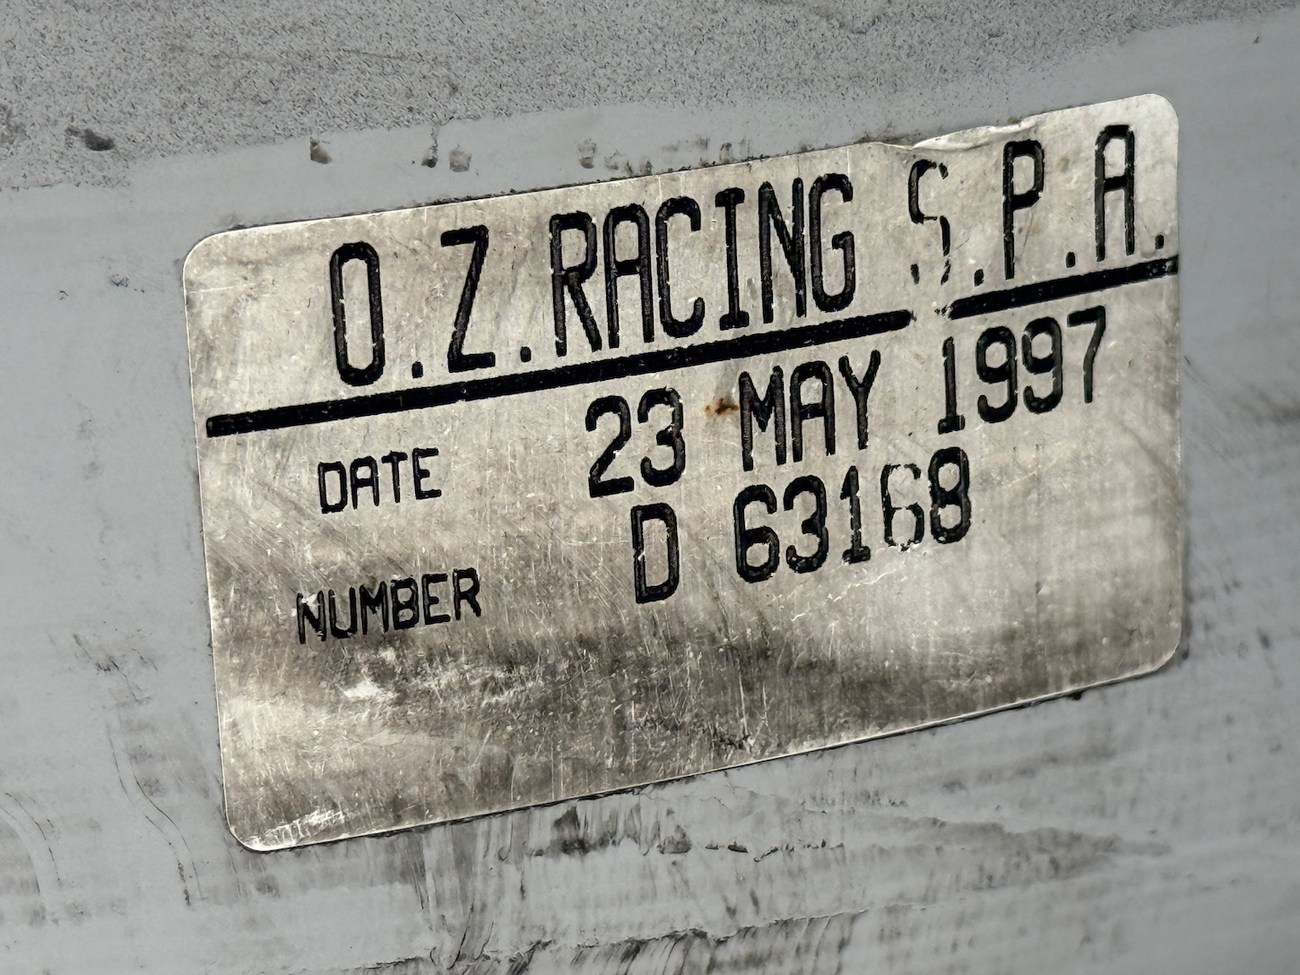 O.Z.RACING S.P.A.
DATE 23 MAY 1997
NUMBER D 63168